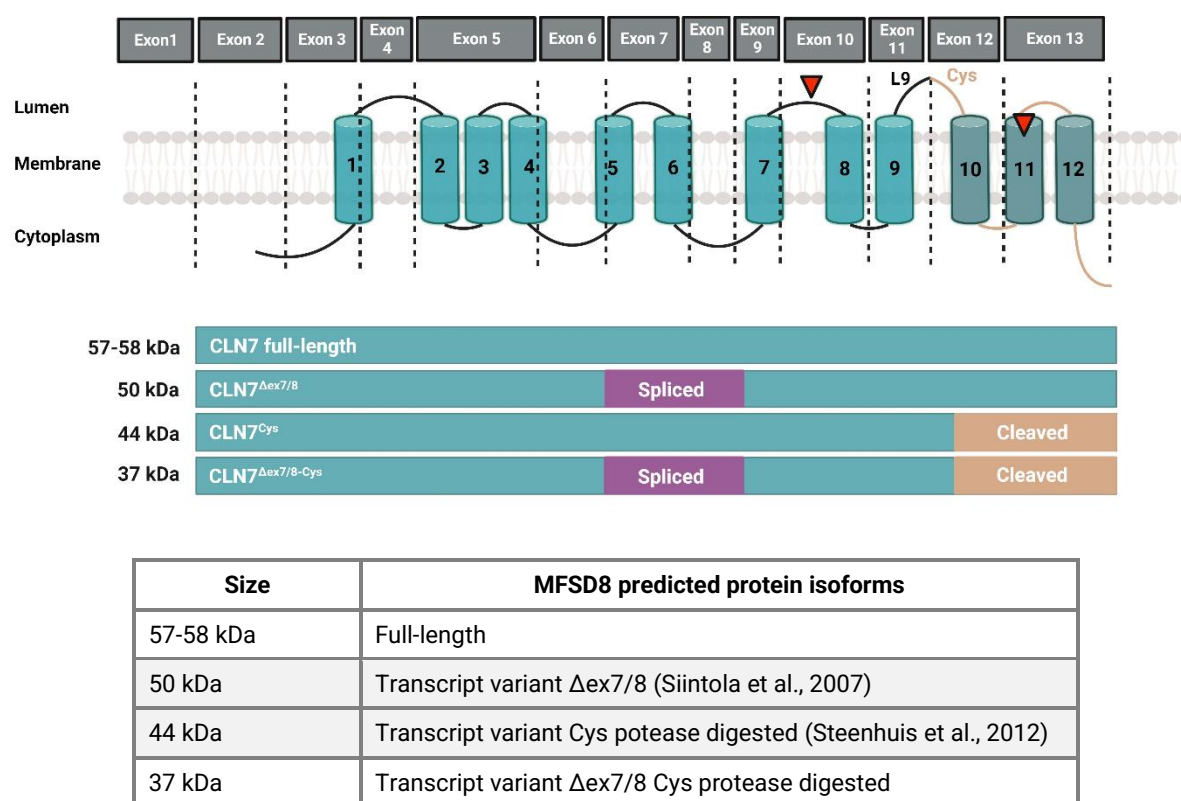 Exon1 Exon 2 Exon 3 Exon 4 Exon 5 Exon 6 Exon 7 Exon 8 Exon 9 Exon 10 Exon 11 Exon 12 Exon 13
L9 Cys
Lumen
Membrane
1 2 3 4 5 6 7 8 9 10 11 12
Cytoplasm
57-58 kDa CLN7 full-length
50 kDa CLN7Δex7/8 Spliced
44 kDa CLN7Cys Cleaved
37 kDa CLN7Δex7/8-Cys Spliced Cleaved
Size MFSD8 predicted protein isoforms
57-58 kDa Full-length
50 kDa Transcript variant Δex7/8 (Siintola et al., 2007)
44 kDa Transcript variant Cys potease digested (Steenhuis et al., 2012)
37 kDa Transcript variant Δex7/8 Cys protease digested